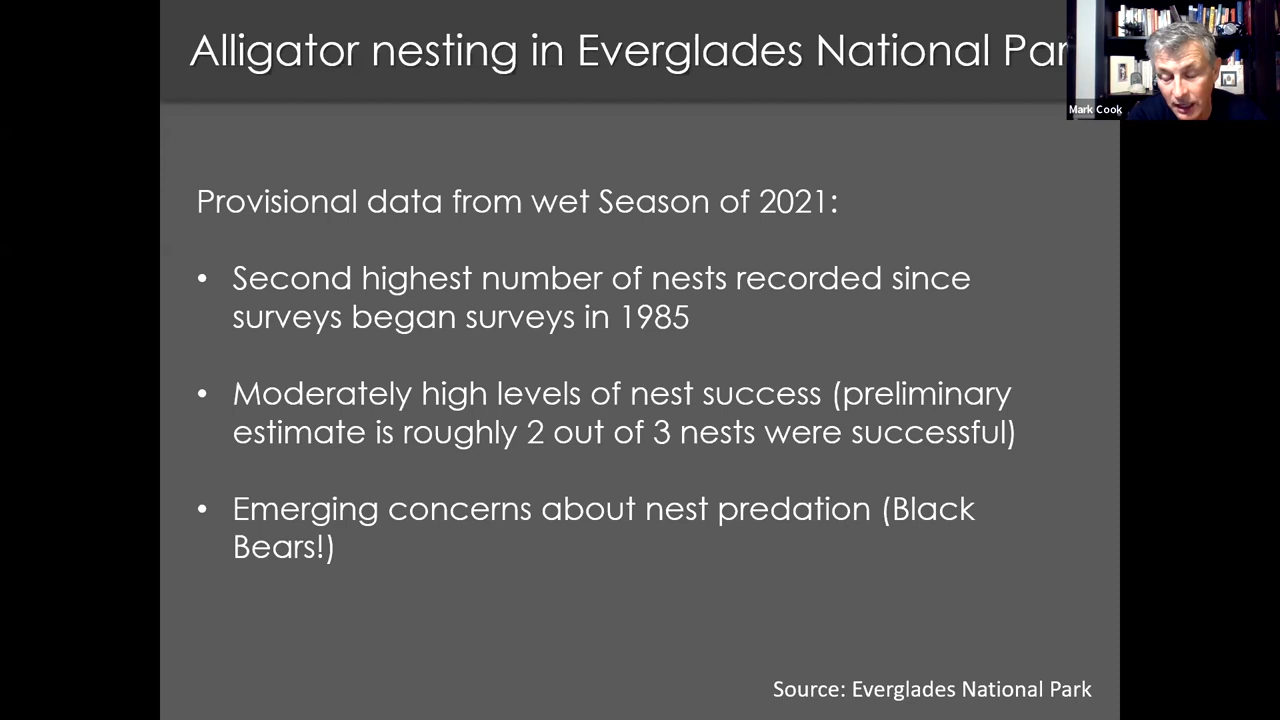 Alligator nesting in Everglades National Par
Mark Cook
Provisional data from wet Season of 2021:
• Second highest number of nests recorded since
surveys began surveys in 1985
• Moderately high levels of nest success (preliminary
estimate is roughly 2 out of 3 nests were successful)
• Emerging concerns about nest predation (Black
Bears!)
Source: Everglades National Park